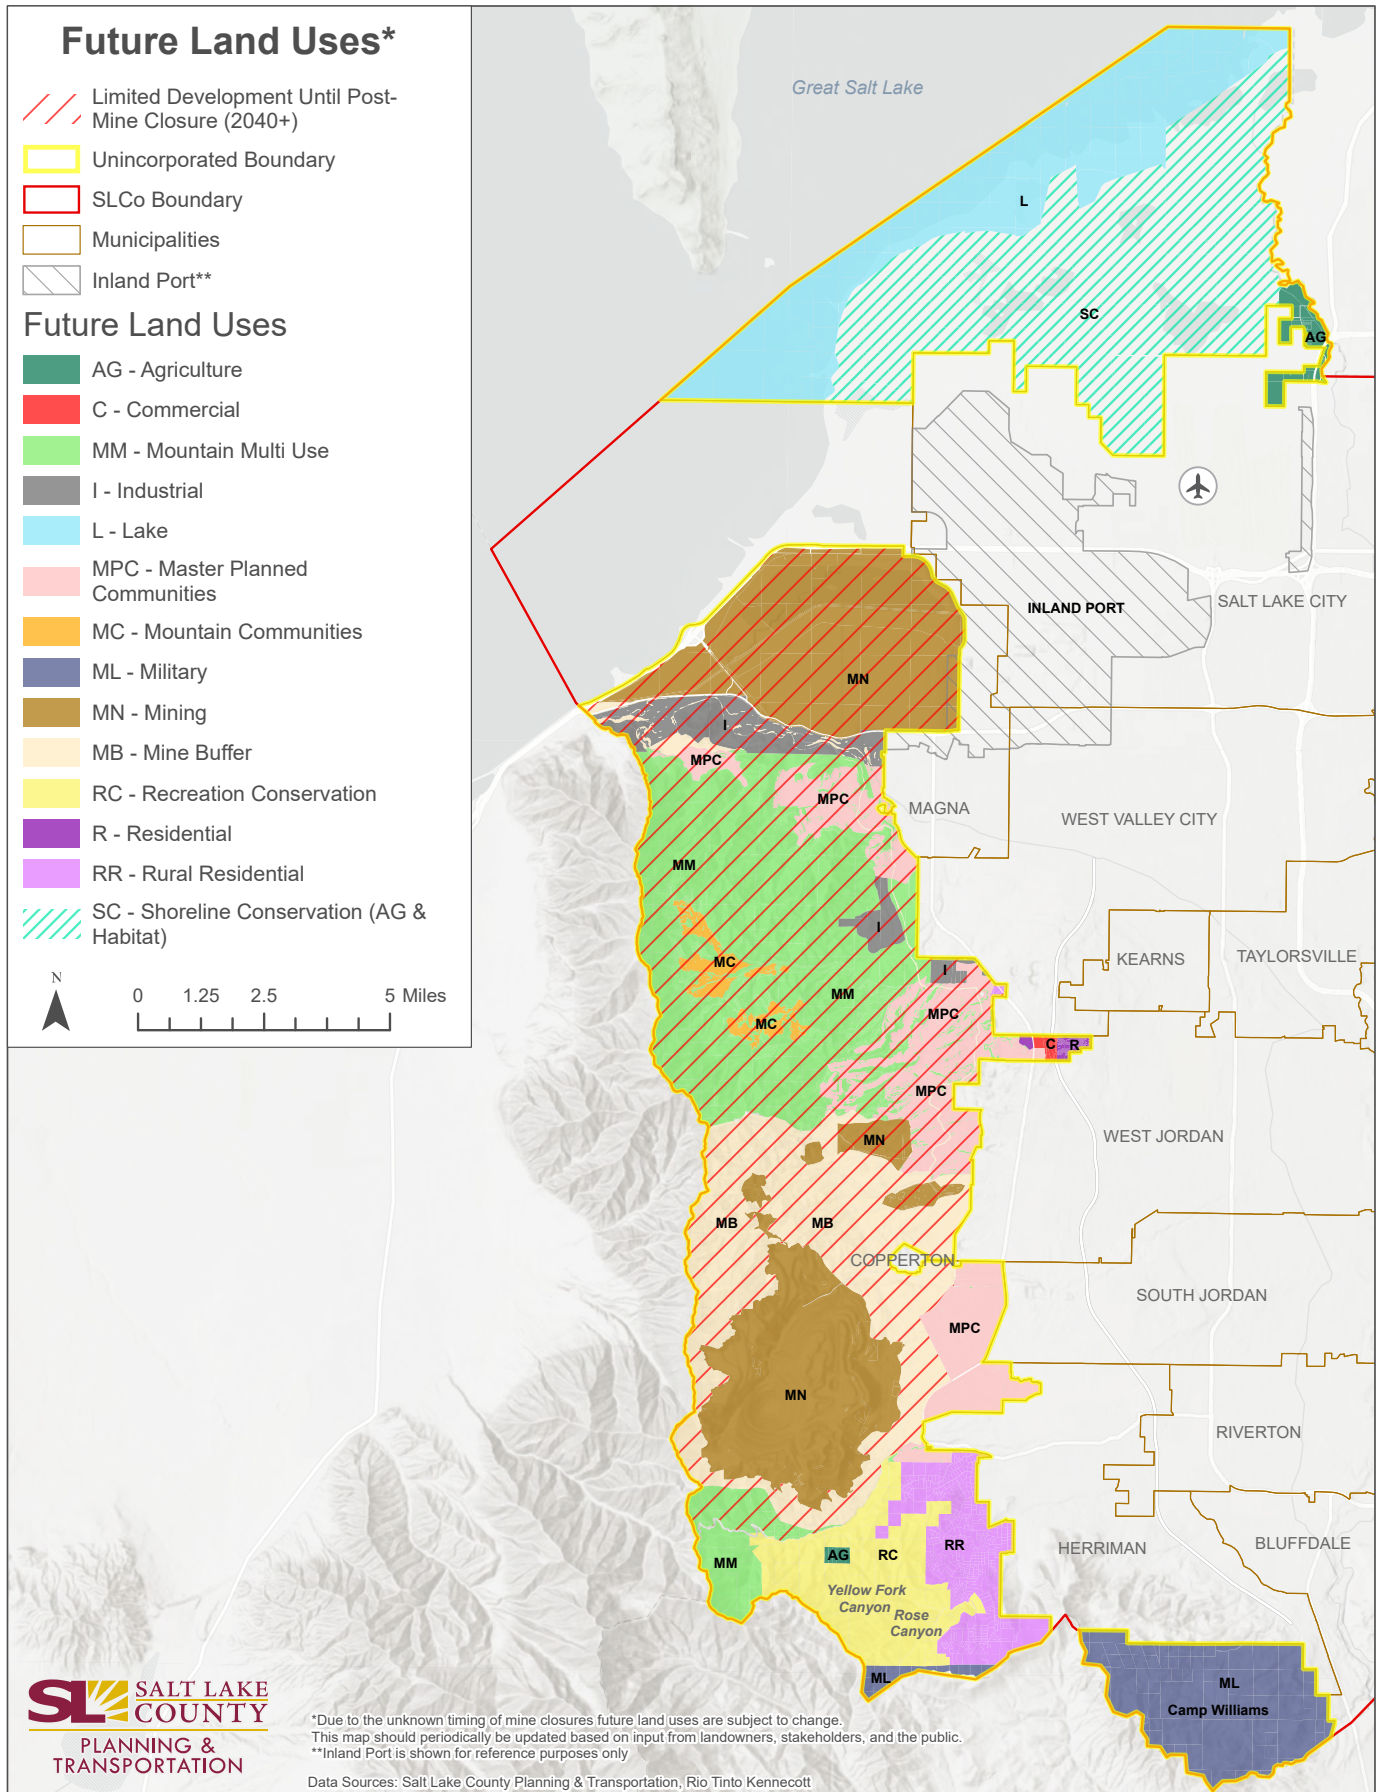 Future Land Uses*
Limited Development Until Post-
Mine Closure (2040+)
Unincorporated Boundary
SLCo Boundary
Municipalities
Inland Port**
Future Land Uses
AG - Agriculture
C - Commercial
MM - Mountain Multi Use
I - Industrial
L - Lake
MPC - Master Planned
Communities
MC - Mountain Communities
ML - Military
MN - Mining
MB - Mine Buffer
RC - Recreation Conservation
R - Residential
RR - Rural Residential
SC - Shoreline Conservation (AG &
Habitat)
N
0 1.25 2.5 5 Miles
Great Salt Lake
L
SC
AG
INLAND PORT
SALT LAKE CITY
MN
I
MPC
MPC
MAGNA
WEST VALLEY CITY
MM
I
MC
I
KEARNS
TAYLORSVILLE
MM
MPC
MC
C
R
MPC
MN
WEST JORDAN
MB
MB
COPPERTON
SOUTH JORDAN
MPC
MN
RIVERTON
RR
HERRIMAN
BLUFFDALE
AG
RC
MM
Yellow Fork
Canyon
Rose
Canyon
ML
ML
Camp Williams
SL
SALT LAKE
COUNTY
PLANNING &
TRANSPORTATION
*Due to the unknown timing of mine closures future land uses are subject to change.
This map should periodically be updated based on input from landowners, stakeholders, and the public.
**Inland Port is shown for reference purposes only
Data Sources: Salt Lake County Planning & Transportation, Rio Tinto Kennecott